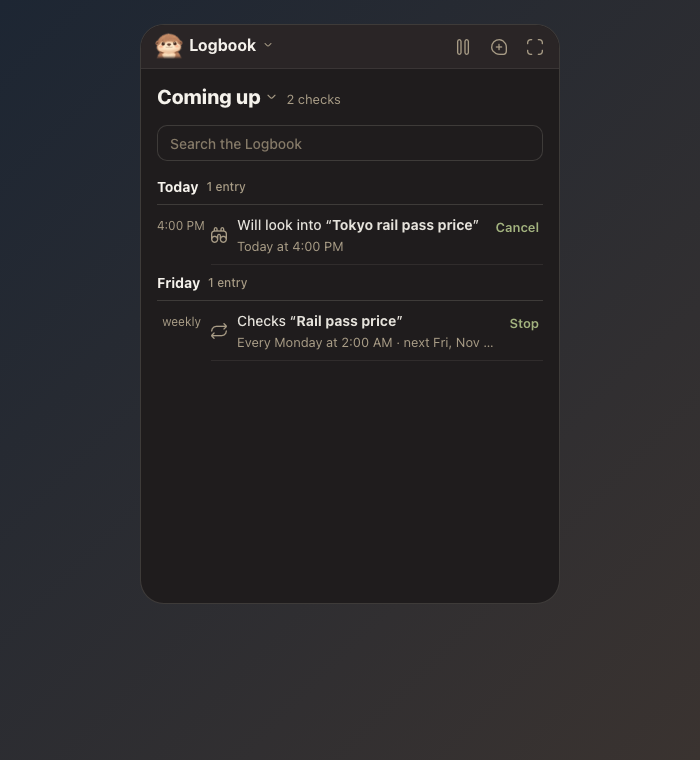 Logbook
Coming up 2 checks
Search the Logbook
Today 1 entry
4:00 PM Will look into “Tokyo rail pass price” Cancel
Today at 4:00 PM
Friday 1 entry
weekly Checks “Rail pass price” Stop
Every Monday at 2:00 AM · next Fri, Nov ...